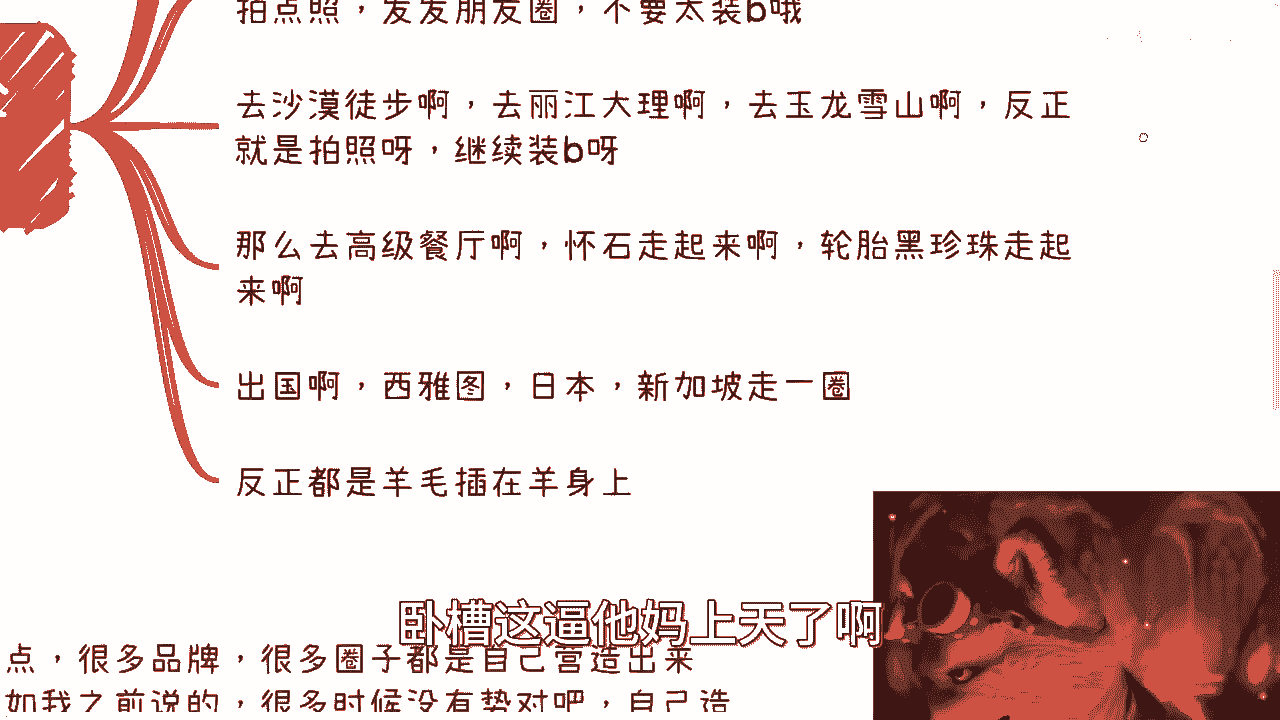 拍点照，发发朋友圈，不要太装b哦
去沙漠徒步啊，去丽江大理啊，去玉龙雪山啊，反正
就是拍照呀，继续装b呀
那么去高级餐厅啊，怀石走起来啊，轮胎黑珍珠走起
来啊
出国啊，西雅图，日本，新加坡走一圈
反正都是羊毛插在羊身上
卧槽这逼他妈上天了啊
点，很多品牌，很多圈子都是自己营造出来
如我之前说的，很多时候没有势对吧，自己造